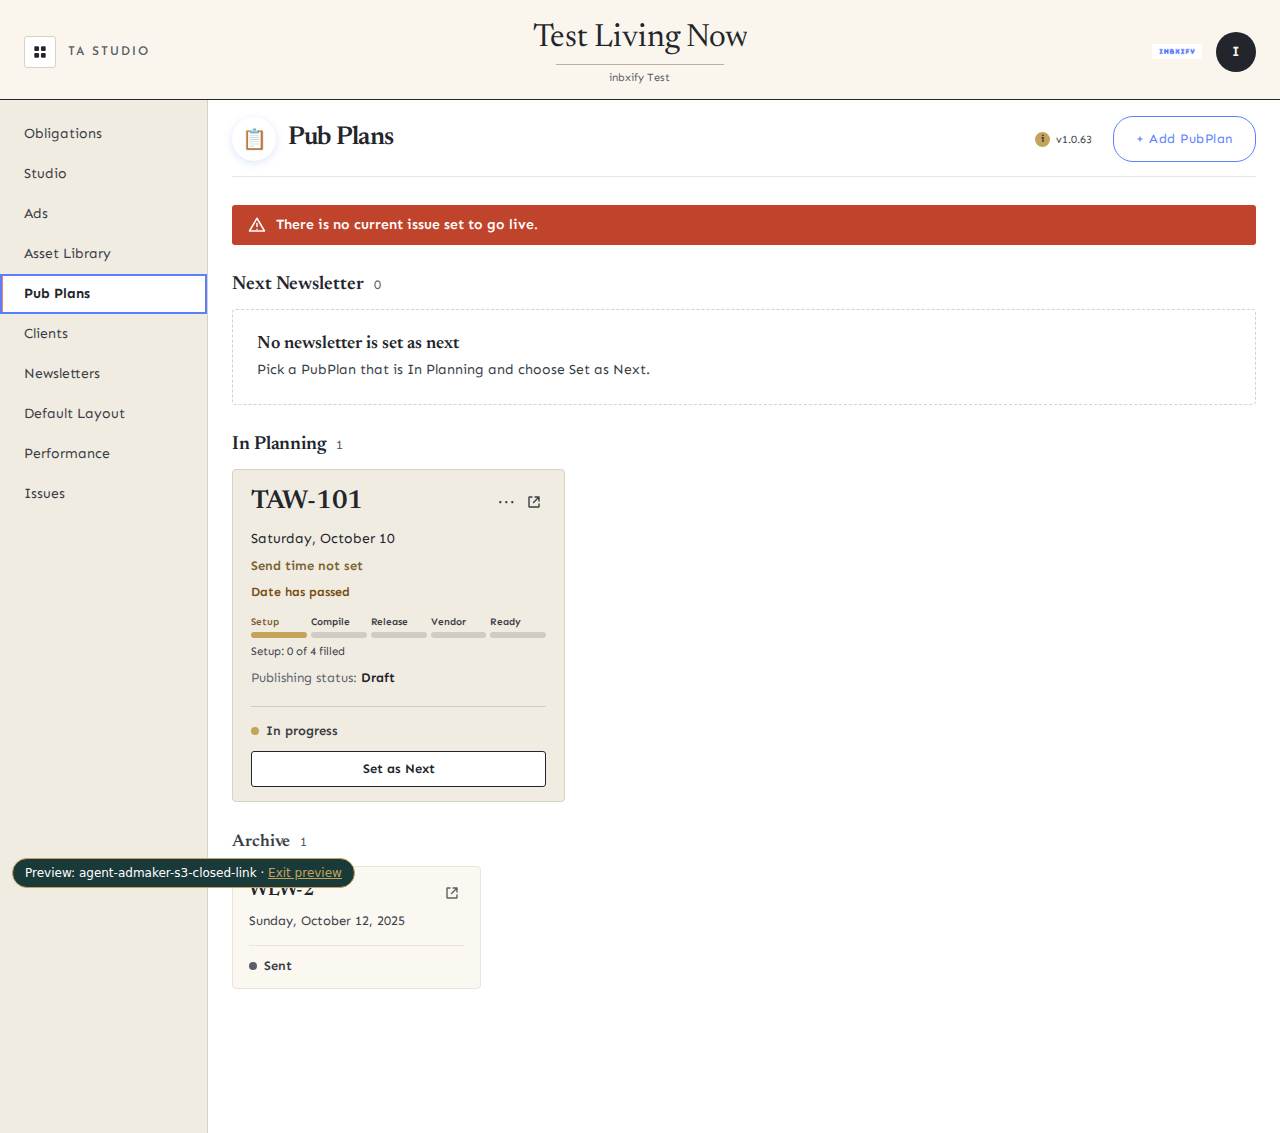 TA STUDIO
Test Living Now
inbxify Test
INBXIFY
I
Obligations
Studio
Ads
Asset Library
Pub Plans
Clients
Newsletters
Default Layout
Performance
Issues
Pub Plans
i v1.0.63
+ Add PubPlan
There is no current issue set to go live.
Next Newsletter 0
No newsletter is set as next
Pick a PubPlan that is In Planning and choose Set as Next.
In Planning 1
TAW-101
Saturday, October 10
Send time not set
Date has passed
Setup Compile Release Vendor Ready
Setup: 0 of 4 filled
Publishing status: Draft
In progress
Set as Next
Archive 1
Preview: agent-admaker-s3-closed-link · Exit preview
WLW-2
Sunday, October 12, 2025
Sent